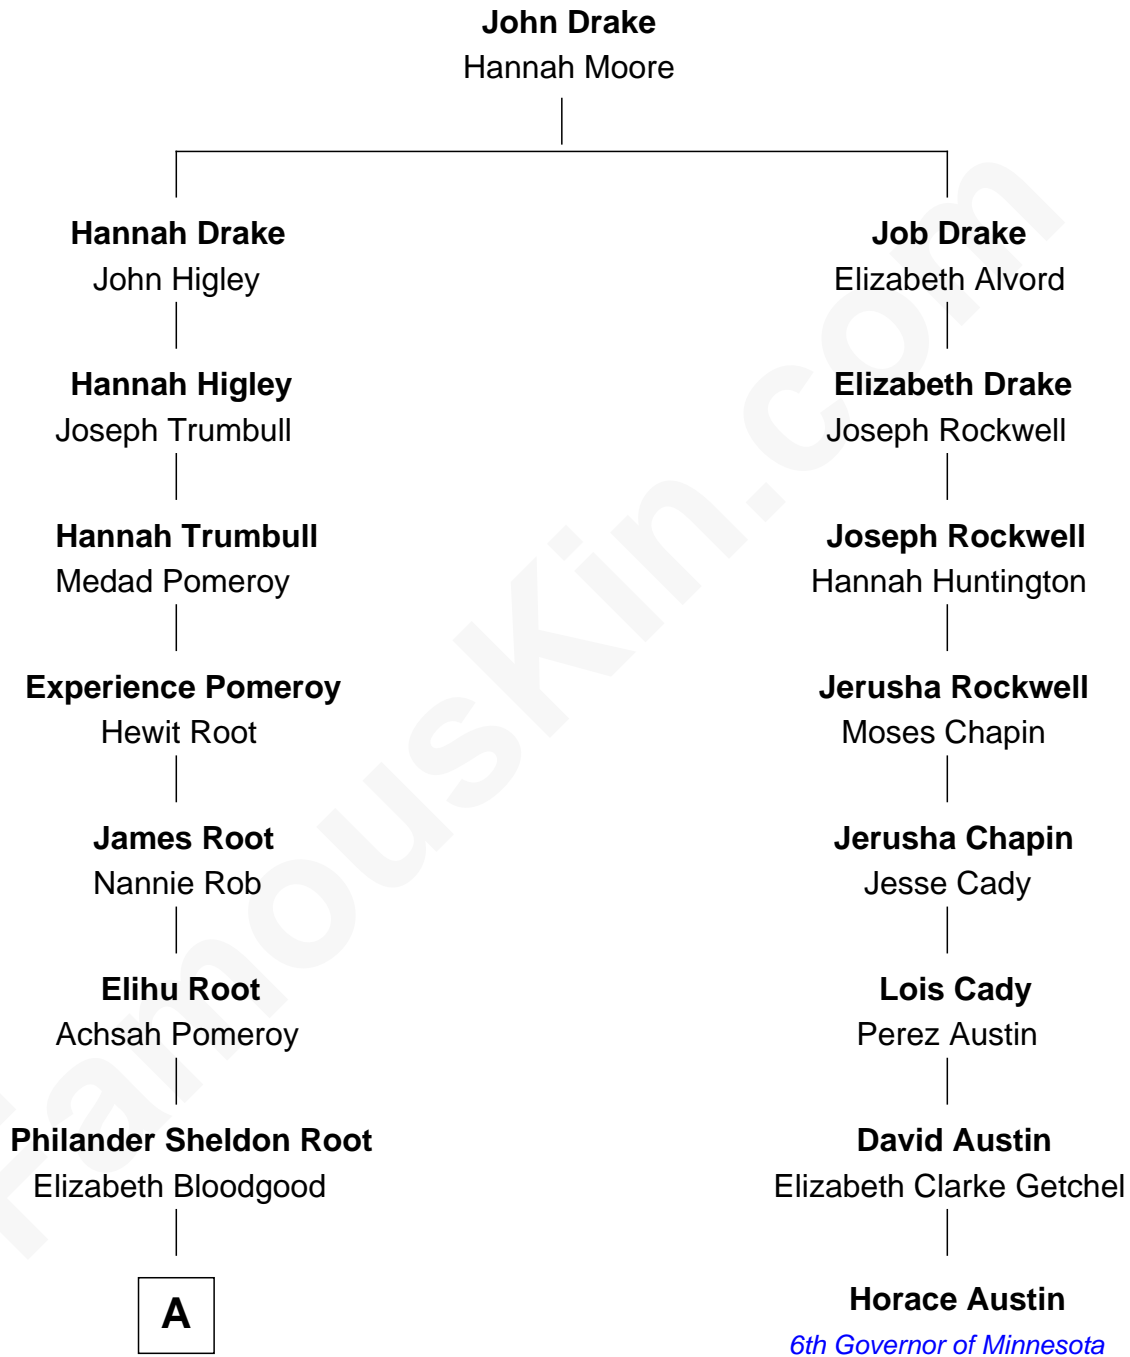 John Drake
Hannah Moore
Hannah Drake
John Higley
Hannah Higley
Joseph Trumbull
Hannah Trumbull
Medad Pomeroy
Experience Pomeroy
Hewit Root
James Root
Nannie Rob
Elihu Root
Achsah Pomeroy
Philander Sheldon Root
Elizabeth Bloodgood
A
Job Drake
Elizabeth Alvord
Elizabeth Drake
Joseph Rockwell
Joseph Rockwell
Hannah Huntington
Jerusha Rockwell
Moses Chapin
Jerusha Chapin
Jesse Cady
Lois Cady
Perez Austin
David Austin
Elizabeth Clarke Getchel
Horace Austin
6th Governor of Minnesota
FamousKin.com